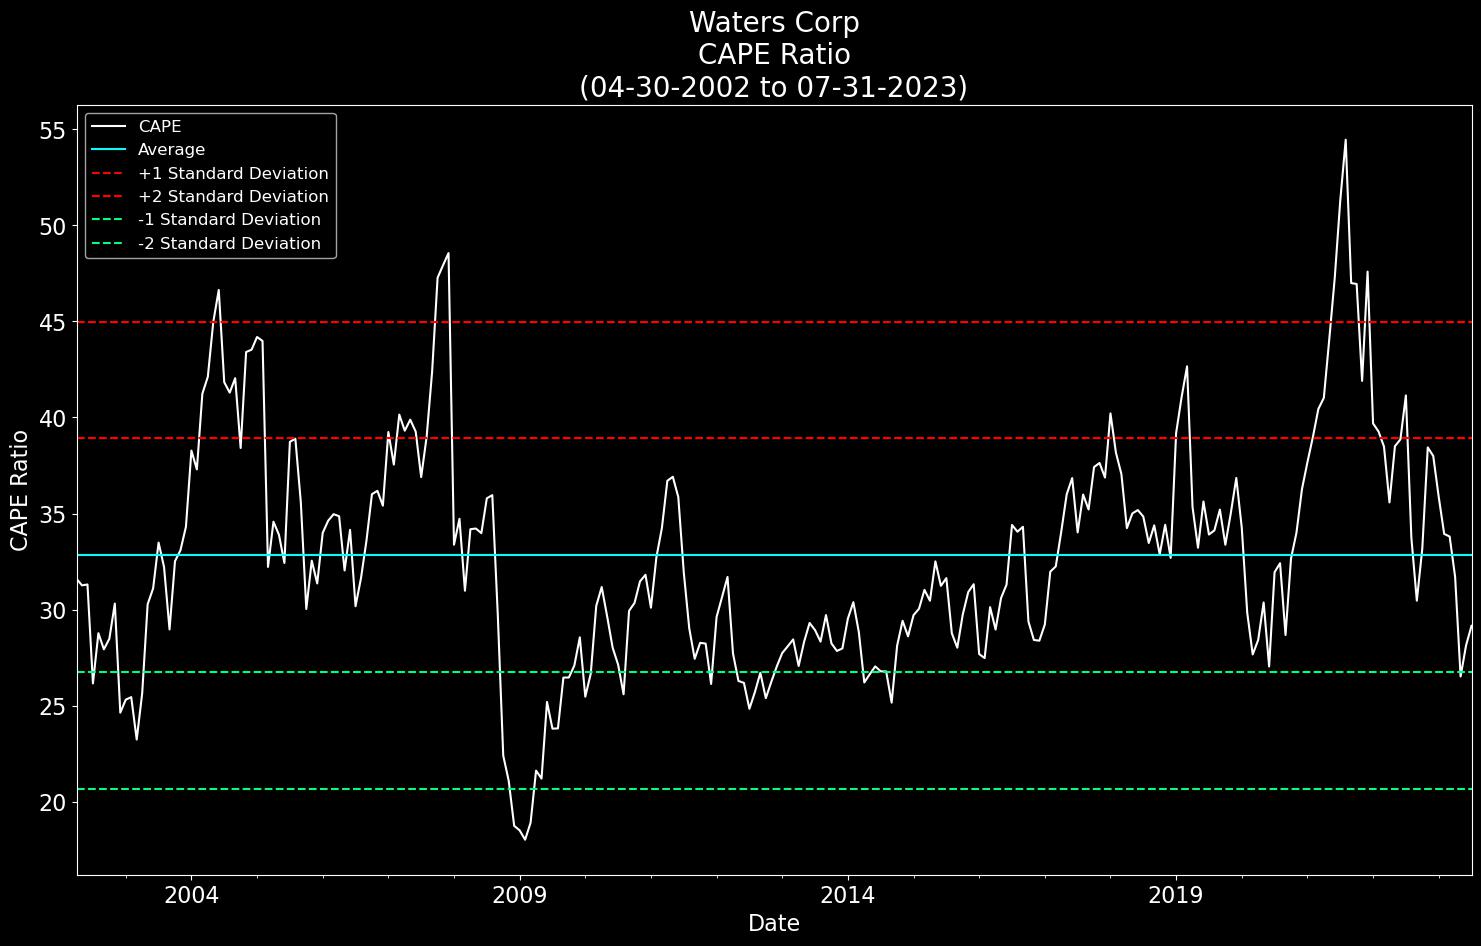 Waters Corp
CAPE Ratio
(04-30-2002 to 07-31-2023)
CAPE
Average
+1 Standard Deviation
+2 Standard Deviation
-1 Standard Deviation
-2 Standard Deviation
CAPE Ratio
55
50
45
40
35
30
25
20
2004 2009 2014 2019
Date